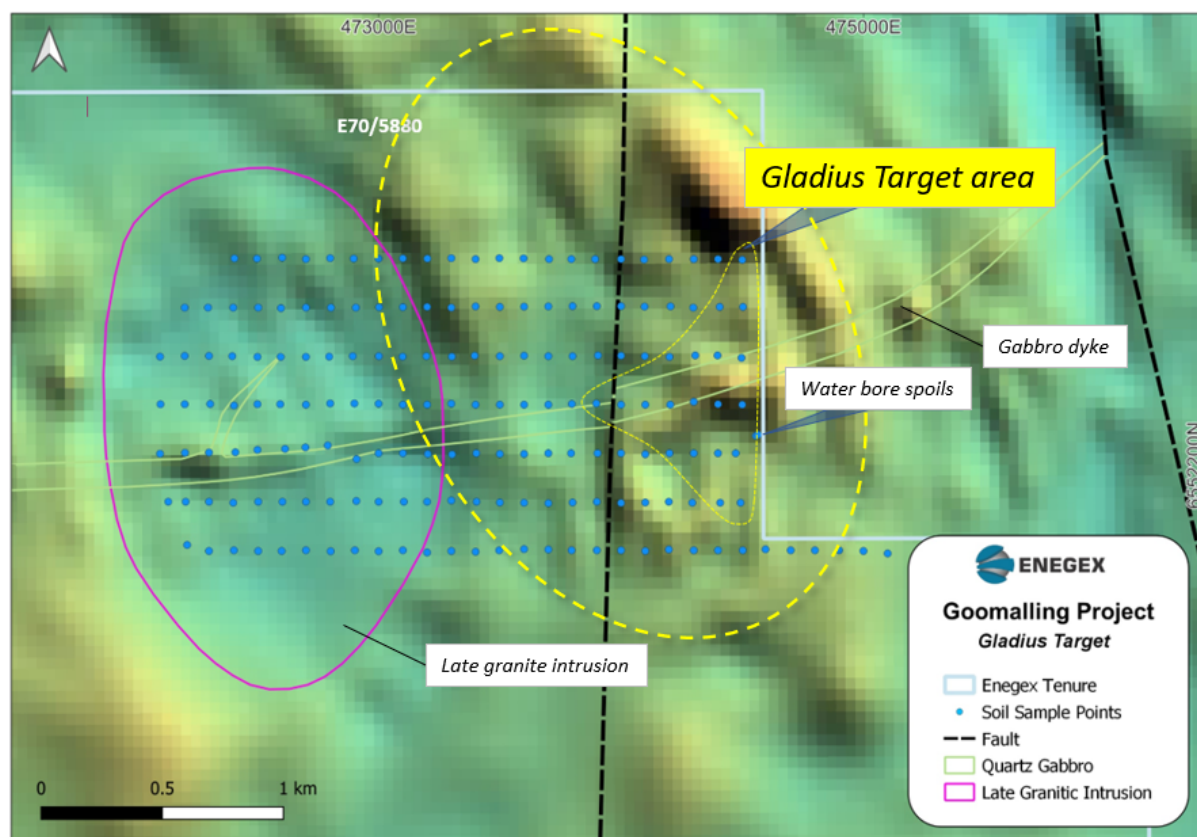 473000E
475000E
E70/5880
Gladius Target area
Gabbro dyke
Water bore spoils
6552200N
Late granite intrusion
0
0.5
1 km
ENEGEX
Goomalling Project
Gladius Target
Enegex Tenure
Soil Sample Points
Fault
Quartz Gabbro
Late Granitic Intrusion